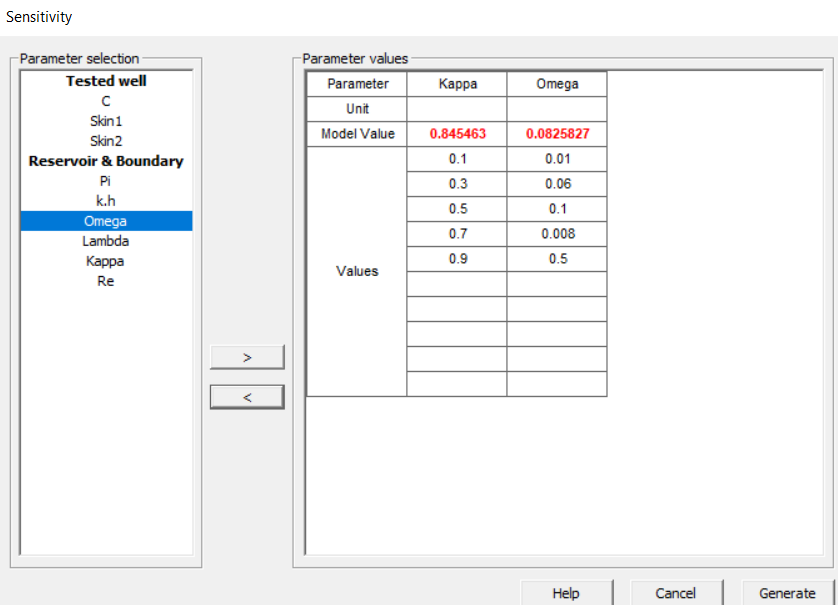 Sensitivity
Parameter selection
Tested well
C
Skin1
Skin2
Reservoir & Boundary
Pi
k.h
Omega
Lambda
Kappa
Re
>
<
Parameter values
Parameter Kappa Omega
Unit
Model Value 0.845463 0.0825827
Values
0.1 0.01
0.3 0.06
0.5 0.1
0.7 0.008
0.9 0.5
Help Cancel Generate